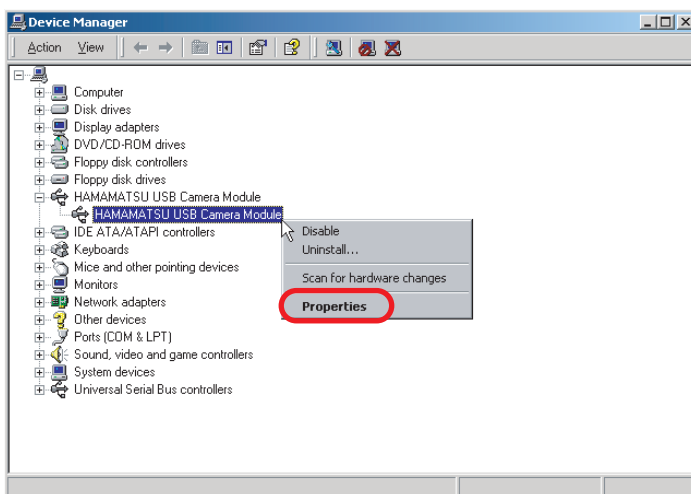 Device Manager
Action View
Computer
Disk drives
Display adapters
DVD/CD-ROM drives
Floppy disk controllers
Floppy disk drives
HAMAMATSU USB Camera Module
HAMAMATSU USB Camera Module
IDE ATA/ATAPI controllers
Keyboards
Mice and other pointing devices
Monitors
Network adapters
Other devices
Ports (COM & LPT)
Sound, video and game controllers
System devices
Universal Serial Bus controllers
Disable
Uninstall...
Scan for hardware changes
Properties